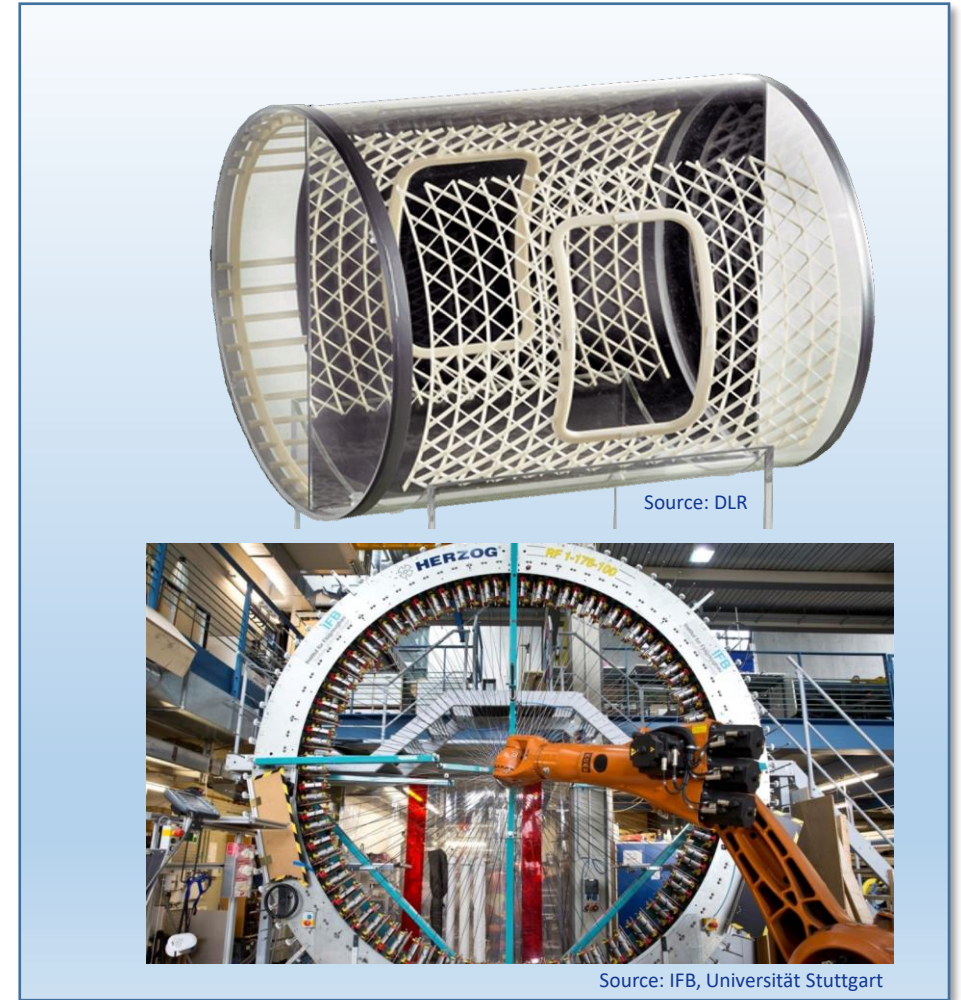 Source: DLR
HERZOG
RF 1-176-100
IFB
IFB
Source: IFB, Universität Stuttgart